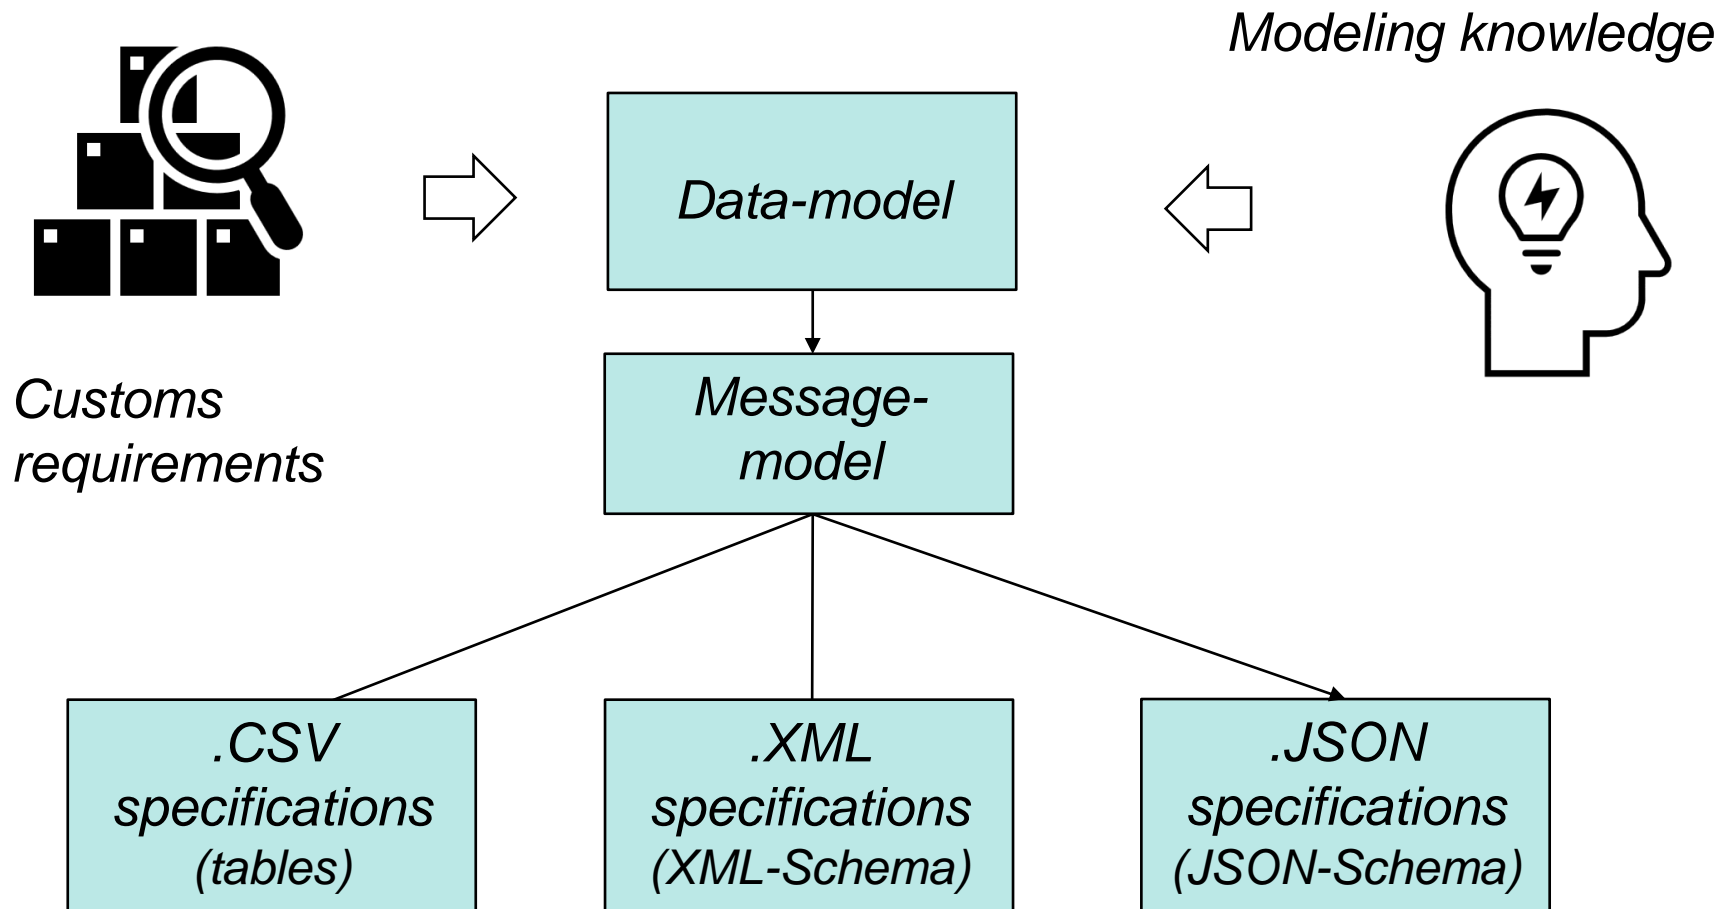 Modeling knowledge
Data-model
Customs
requirements
Message-
model
.CSV
specifications
(tables)
.XML
specifications
(XML-Schema)
.JSON
specifications
(JSON-Schema)